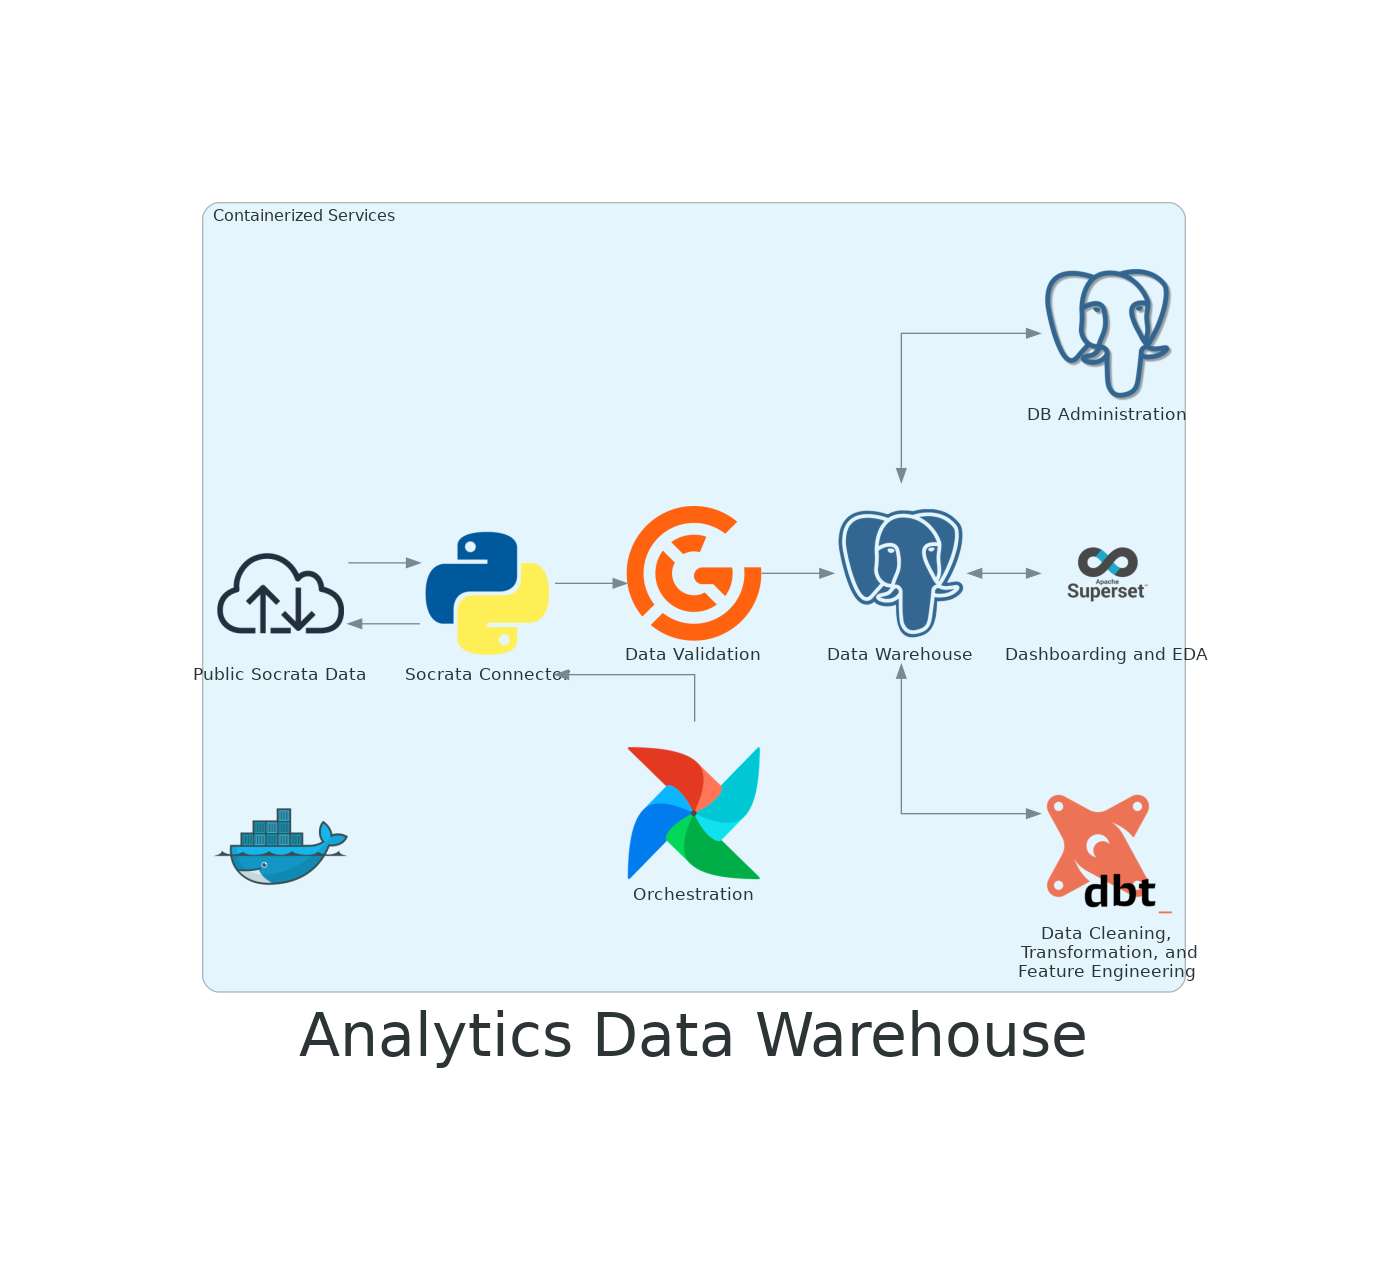 Containerized Services
DB Administration
Apache
Superset™
Public Socrata Data
Socrata Connector
Data Validation
Data Warehouse
Dashboarding and EDA
Orchestration
dbt_
Data Cleaning,
Transformation, and
Feature Engineering
Analytics Data Warehouse